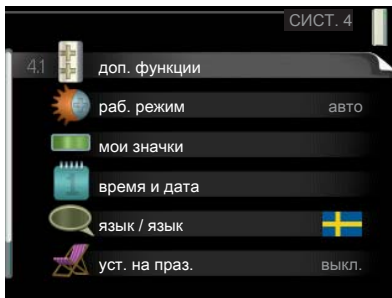 СИСТ. 4
4.1 доп. функции
раб. режим авто
мои значки
время и дата
язык / язык
уст. на праз. выкл.